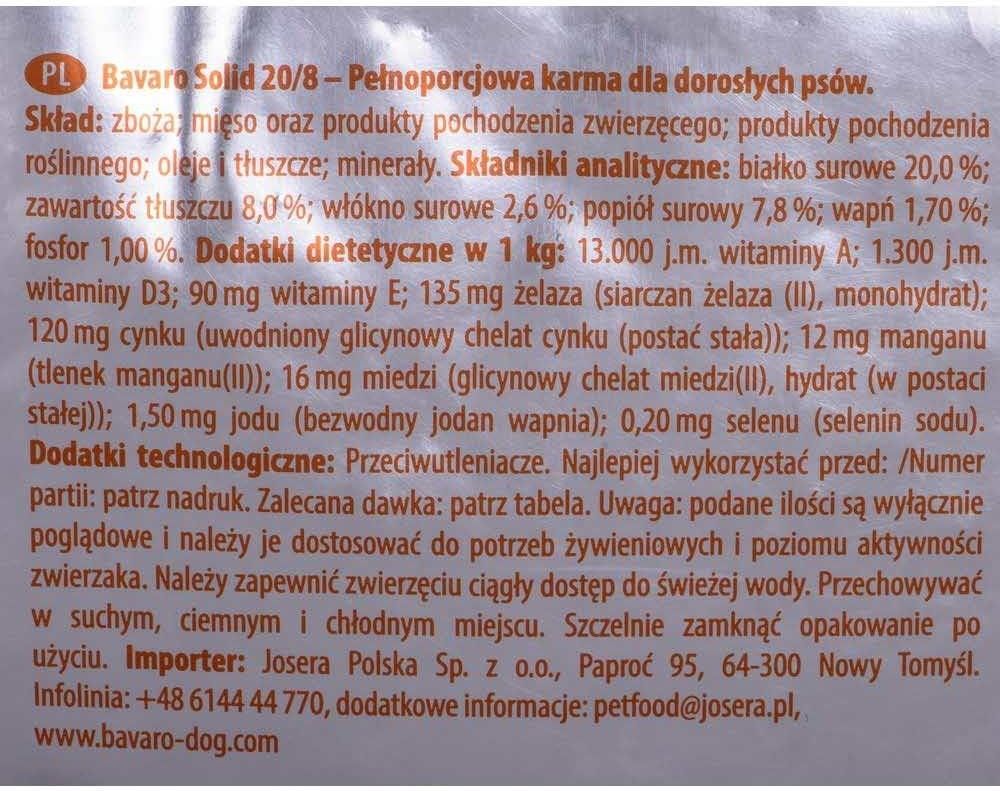 PL Bavaro Solid 20/8 – Pełnoporcjowa karma dla dorosłych psów.
Skład: zboża; mięso oraz produkty pochodzenia zwierzęcego; produkty pochodzenia
roślinnego; oleje i tłuszcze; minerały. Składniki analityczne: białko surowe 20,0 %;
zawartość tłuszczu 8,0 %; włókno surowe 2,6 %; popiół surowy 7,8 %; wapń 1,70 %;
fosfor 1,00 %. Dodatki dietetyczne w 1 kg: 13.000 j.m. witaminy A; 1.300 j.m.
witaminy D3; 90 mg witaminy E; 135 mg żelaza (siarczan żelaza (II), monohydrat);
120 mg cynku (uwodniony glicynowy chelat cynku (postać stała)); 12 mg manganu
(tlenek manganu(II)); 16 mg miedzi (glicynowy chelat miedzi(II), hydrat (w postaci
stałej)); 1,50 mg jodu (bezwodny jodan wapnia); 0,20 mg selenu (selenin sodu).
Dodatki technologiczne: Przeciwutleniacze. Najlepiej wykorzystać przed: /Numer
partii: patrz nadruk. Zalecana dawka: patrz tabela. Uwaga: podane ilości są wyłącznie
poglądowe i należy je dostosować do potrzeb żywieniowych i poziomu aktywności
zwierzaka. Należy zapewnić zwierzęciu ciągły dostęp do świeżej wody. Przechowywać
w suchym, ciemnym i chłodnym miejscu. Szczelnie zamknąć opakowanie po
użyciu. Importer: Josera Polska Sp. z o.o., Paproć 95, 64-300 Nowy Tomyśl.
Infolinia: +48 6144 44 770, dodatkowe informacje: petfood@josera.pl,
www.bavaro-dog.com